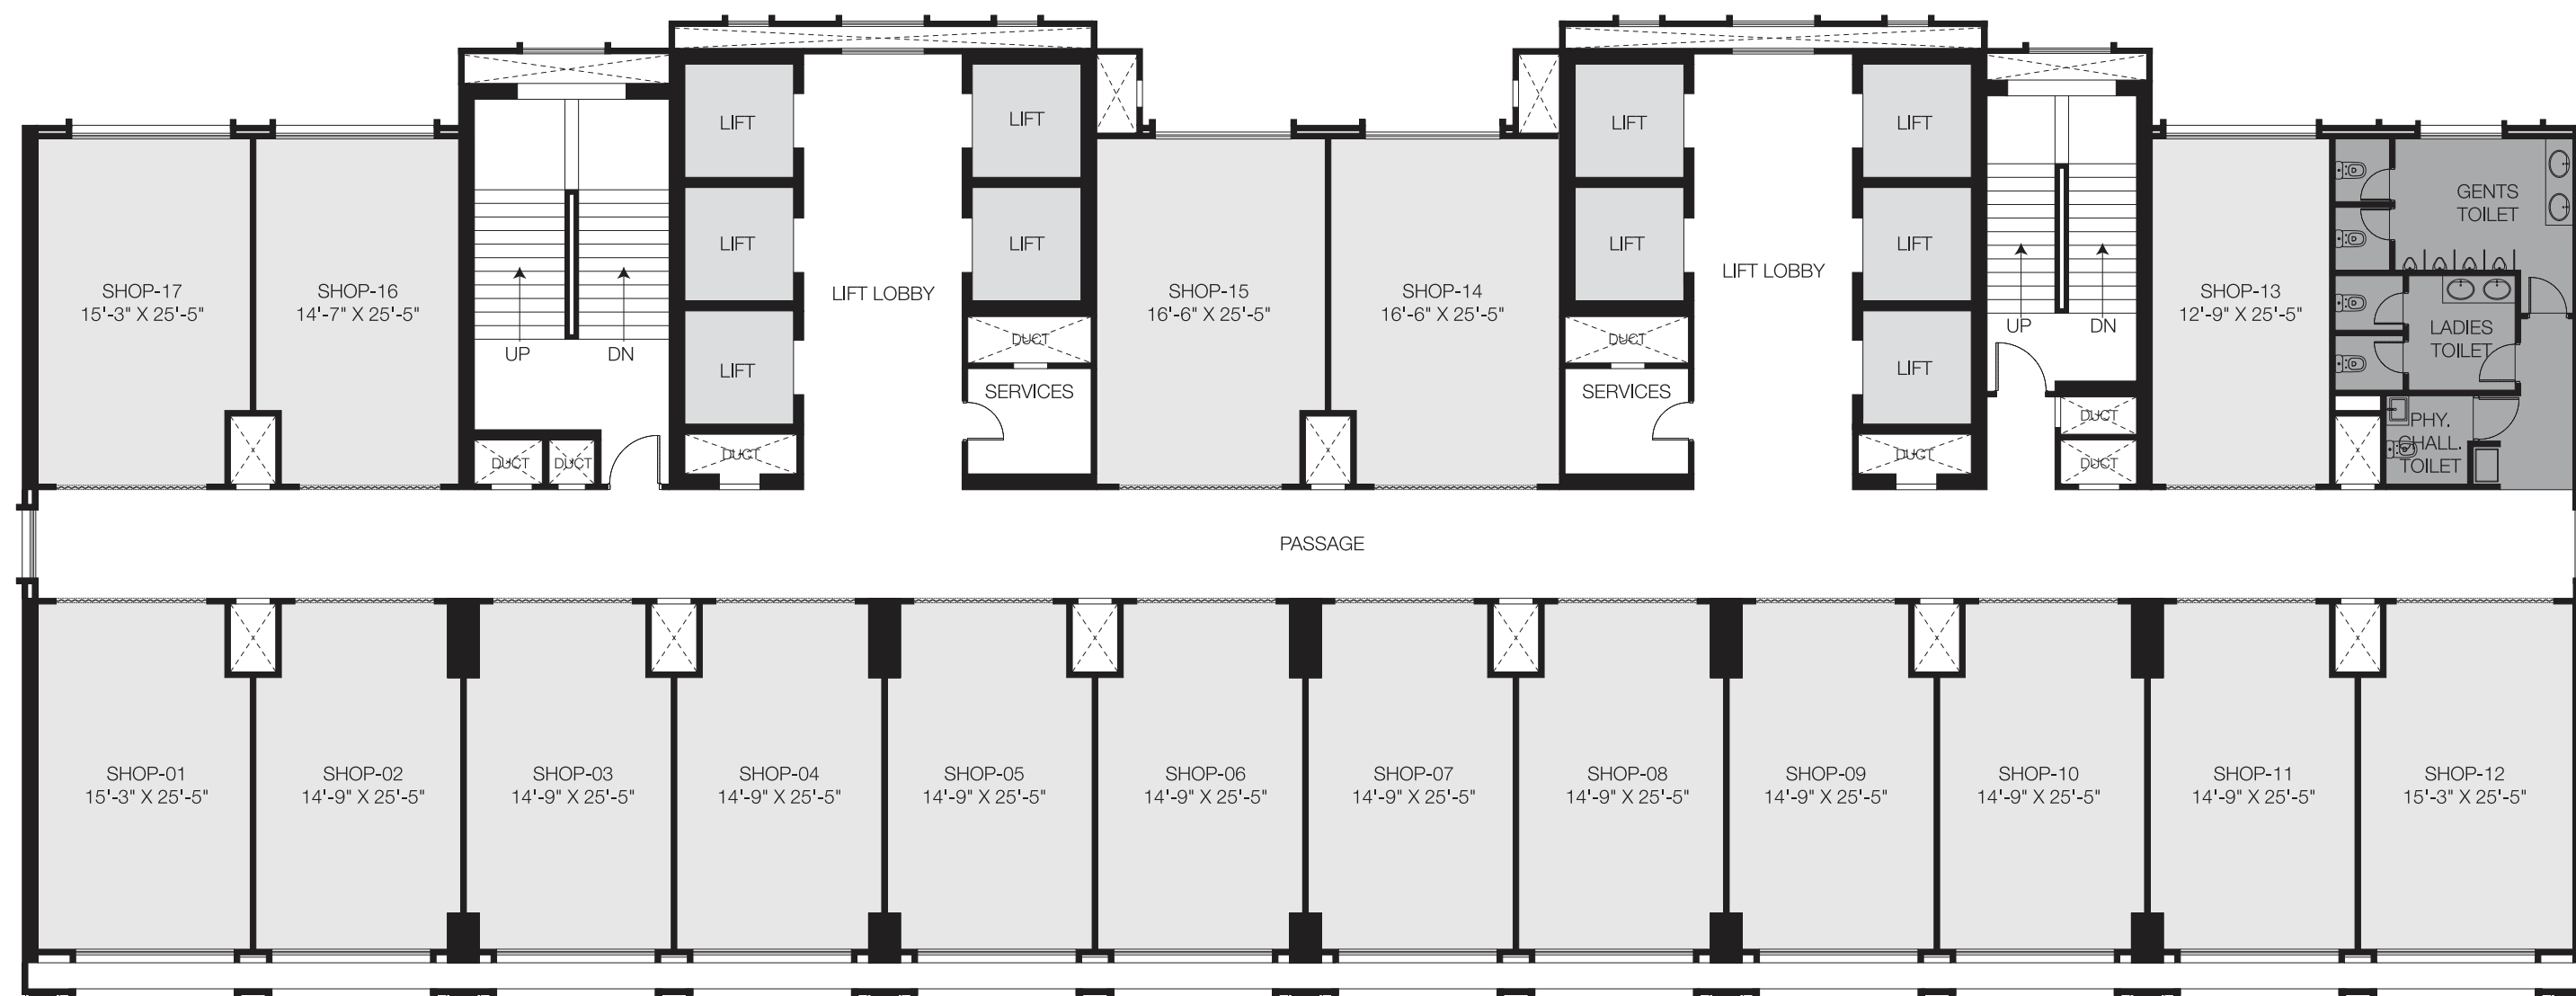 LIFT
LIFT
LIFT
LIFT
GENTS
TOILET
LIFT
LIFT
LIFT
LIFT
LIFT LOBBY
LIFT LOBBY
SHOP-17
15'-3" X 25'-5"
SHOP-16
14'-7" X 25'-5"
SHOP-15
16'-6" X 25'-5"
SHOP-14
16'-6" X 25'-5"
SHOP-13
12'-9" X 25'-5"
UP
DN
UP
DN
LADIES
TOILET
DUCT
DUCT
LIFT
LIFT
SERVICES
SERVICES
DUCT
PHY.
CHALL.
TOILET
DUCT
DUCT
DUCT
DUCT
DUCT
PASSAGE
SHOP-01
15'-3" X 25'-5"
SHOP-02
14'-9" X 25'-5"
SHOP-03
14'-9" X 25'-5"
SHOP-04
14'-9" X 25'-5"
SHOP-05
14'-9" X 25'-5"
SHOP-06
14'-9" X 25'-5"
SHOP-07
14'-9" X 25'-5"
SHOP-08
14'-9" X 25'-5"
SHOP-09
14'-9" X 25'-5"
SHOP-10
14'-9" X 25'-5"
SHOP-11
14'-9" X 25'-5"
SHOP-12
15'-3" X 25'-5"